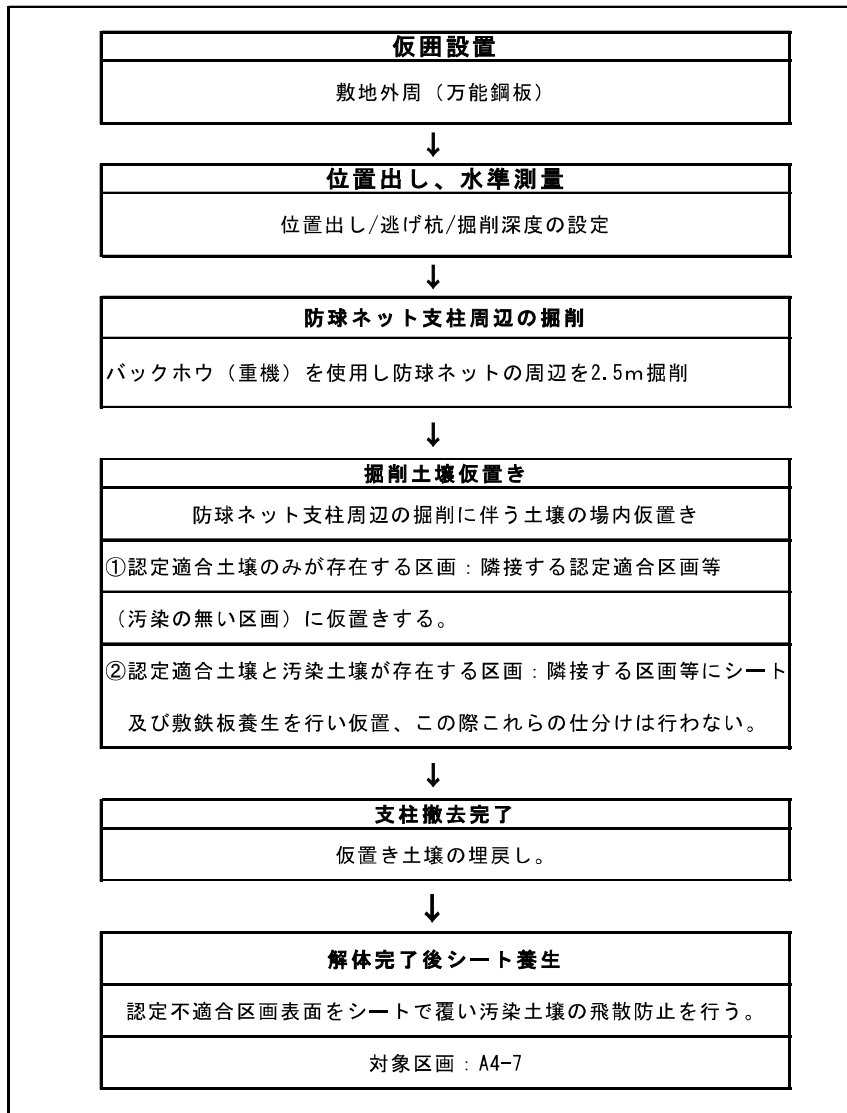 仮囲設置
敷地外周（万能鋼板）
↓
位置出し、水準測量
位置出し/逃げ杭/掘削深度の設定
↓
防球ネット支柱周辺の掘削
バックホウ（重機）を使用し防球ネットの周辺を2.5m掘削
↓
掘削土壌仮置き
防球ネット支柱周辺の掘削に伴う土壌の場内仮置き
①認定適合土壌のみが存在する区画：隣接する認定適合区画等
（汚染の無い区画）に仮置きする。
②認定適合土壌と汚染土壌が存在する区画：隣接する区画等にシート
及び敷鉄板養生を行い仮置、この際これらの仕分けは行わない。
↓
支柱撤去完了
仮置き土壌の埋戻し。
↓
解体完了後シート養生
認定不適合区画表面をシートで覆い汚染土壌の飛散防止を行う。
対象区画：A4-7